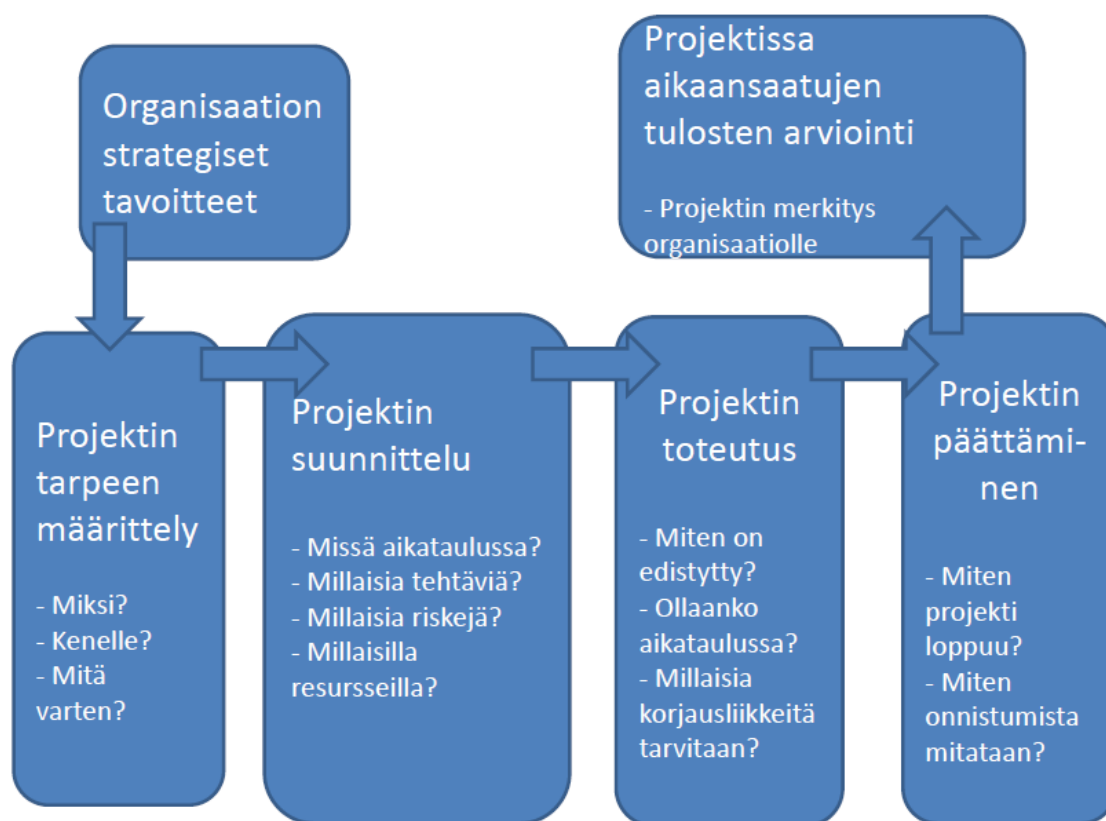 Organisaation
strategiset
tavoitteet
Projektissa
aikaansaatujen
tulosten arviointi
- Projektin merkitys
organisaatiolle
Projektin
tarpeen
määrittely
- Miksi?
- Kenelle?
- Mitä
varten?
Projektin
suunnittelu
- Missä aikataulussa?
- Millaisia tehtäviä?
- Millaisia riskejä?
- Millaisilla
resursseilla?
Projektin
toteutus
- Miten on
edistytty?
- Ollaanko
aikataulussa?
- Millaisia
korjausliikkeitä
tarvitaan?
Projektin
päättämi-
nen
- Miten
projekti
loppuu?
- Miten
onnistumista
mitataan?